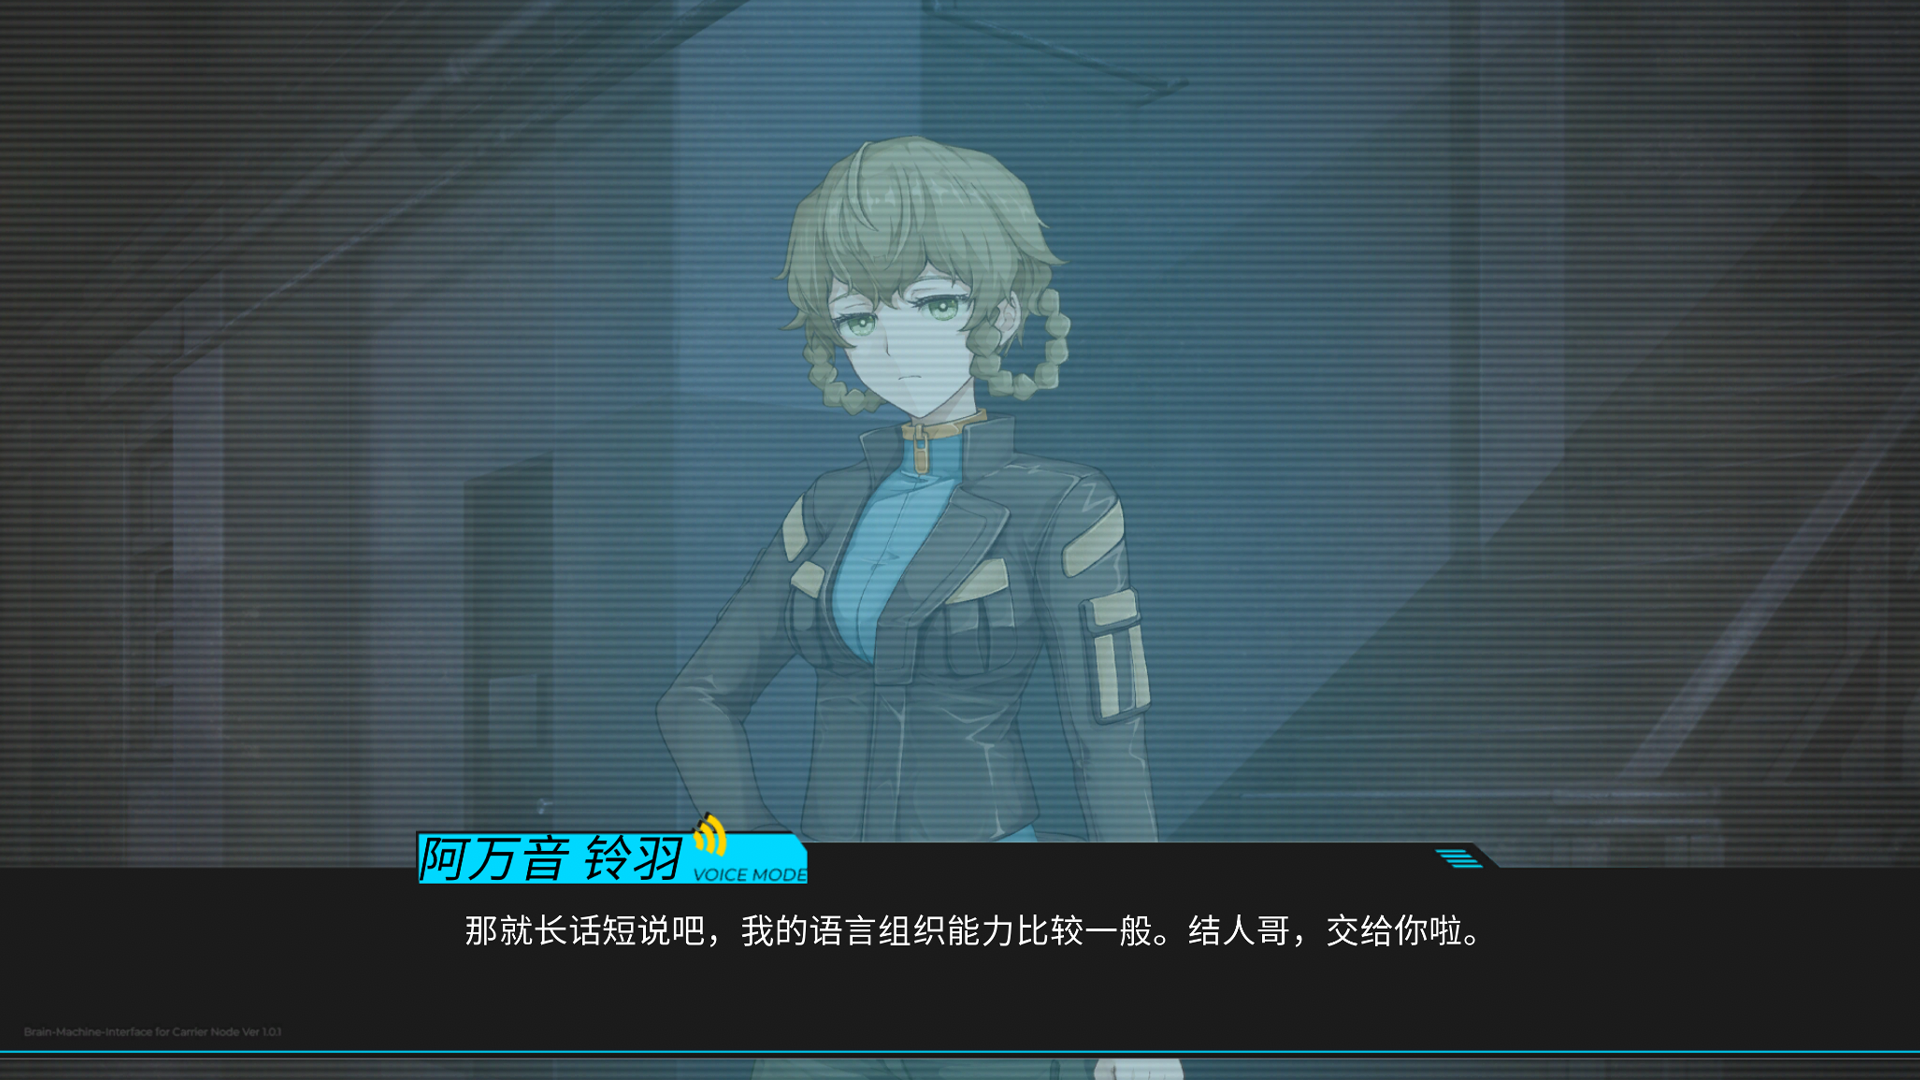 阿万音 铃羽
VOICE MODE
那就长话短说吧，我的语言组织能力比较一般。结人哥，交给你啦。
Brain-Machine-Interface for Carrier Node Ver 1.0.1